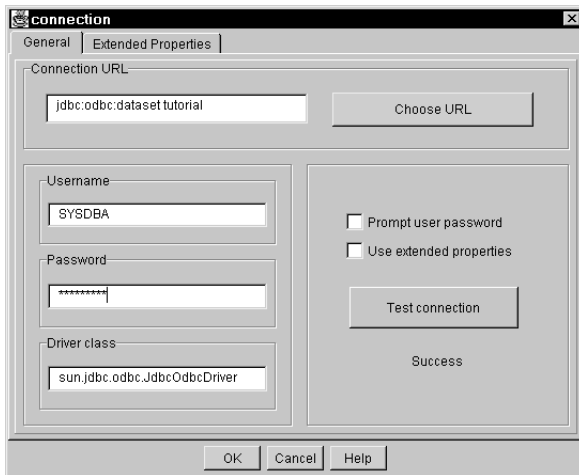 connection
General Extended Properties
Connection URL
jdbc:odbc:dataset tutorial Choose URL
Username
SYSDBA
Password
*********
Driver class
sun.jdbc.odbc.JdbcOdbcDriver
Prompt user password
Use extended properties
Test connection
Success
OK Cancel Help